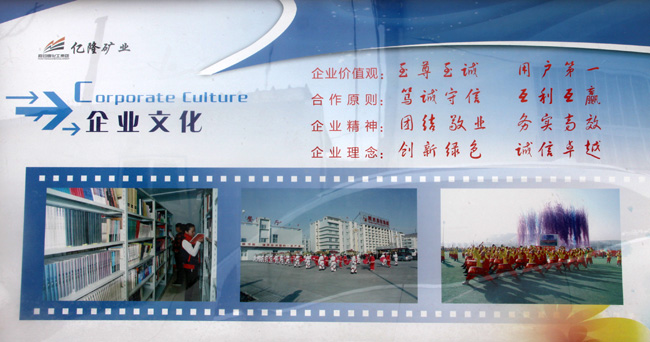 亿隆矿业
Corporate Culture
企业文化
企业价值观: 至尊至诚 用户第一
合作原则: 笃诚守信 互利互赢
企业精神: 团结敬业 务实高效
企业理念: 创新绿色 诚信卓越